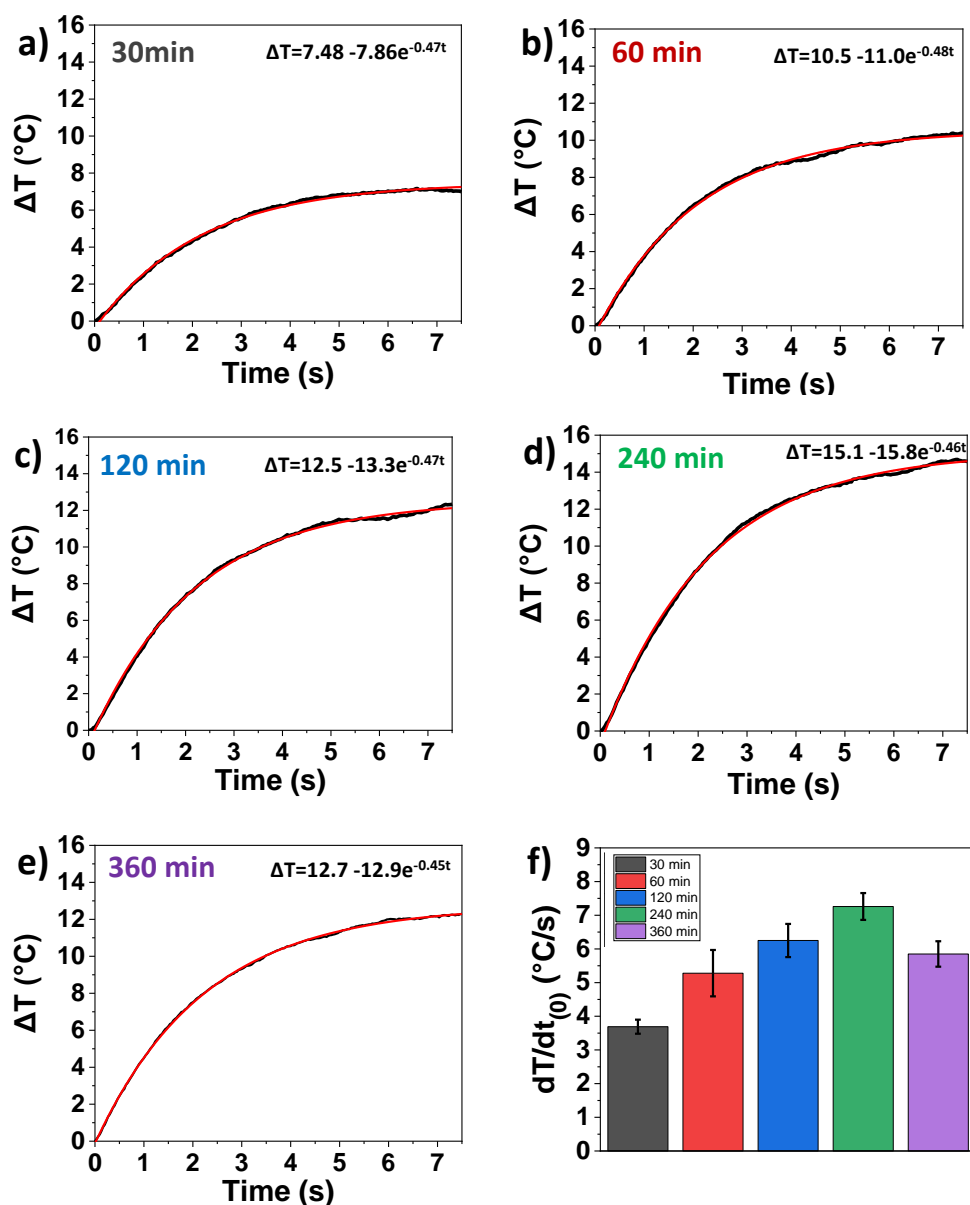 a)
30min
ΔT=7.48 -7.86e-0.47t
16
14
12
10
8
6
4
2
0
ΔT (°C)
0 1 2 3 4 5 6 7
Time (s)
b)
60 min
ΔT=10.5 -11.0e-0.48t
16
14
12
10
8
6
4
2
0
ΔT (°C)
0 1 2 3 4 5 6 7
Time (s)
c)
120 min
ΔT=12.5 -13.3e-0.47t
16
14
12
10
8
6
4
2
0
ΔT (°C)
0 1 2 3 4 5 6 7
Time (s)
d)
240 min
ΔT=15.1 -15.8e-0.46t
16
14
12
10
8
6
4
2
0
ΔT (°C)
0 1 2 3 4 5 6 7
Time (s)
e)
360 min
ΔT=12.7 -12.9e-0.45t
16
14
12
10
8
6
4
2
0
ΔT (°C)
0 1 2 3 4 5 6 7
Time (s)
f)
30 min
60 min
120 min
240 min
360 min
9
8
7
6
5
4
3
2
1
0
dT/dt(0) (°C/s)